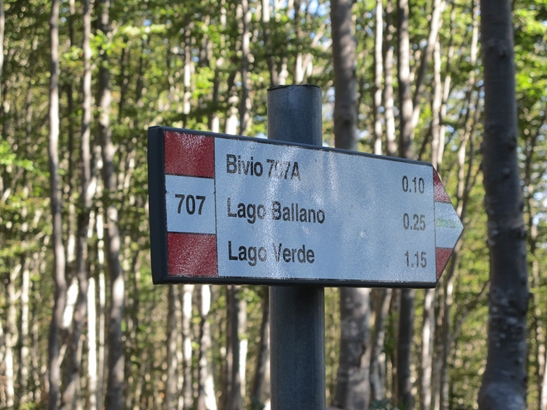 Bivio 707A 0.10
707 Lago Ballano 0.25
Lago Verde 1.15